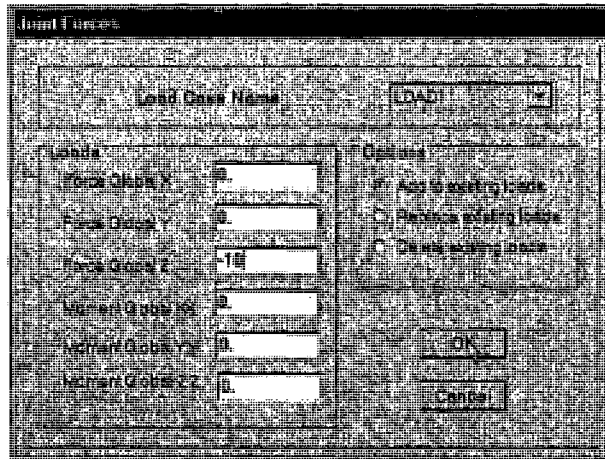 Joint Forces
Load Case Name
LOAD1
Loads
Force Global X
0.
Force Global Y
0.
Force Global Z
Moment Global XX
0.
Moment Global YY
0.
Moment Global ZZ
0.
Options
Add to existing loads
Replace existing loads
Delete existing loads
OK
Cancel